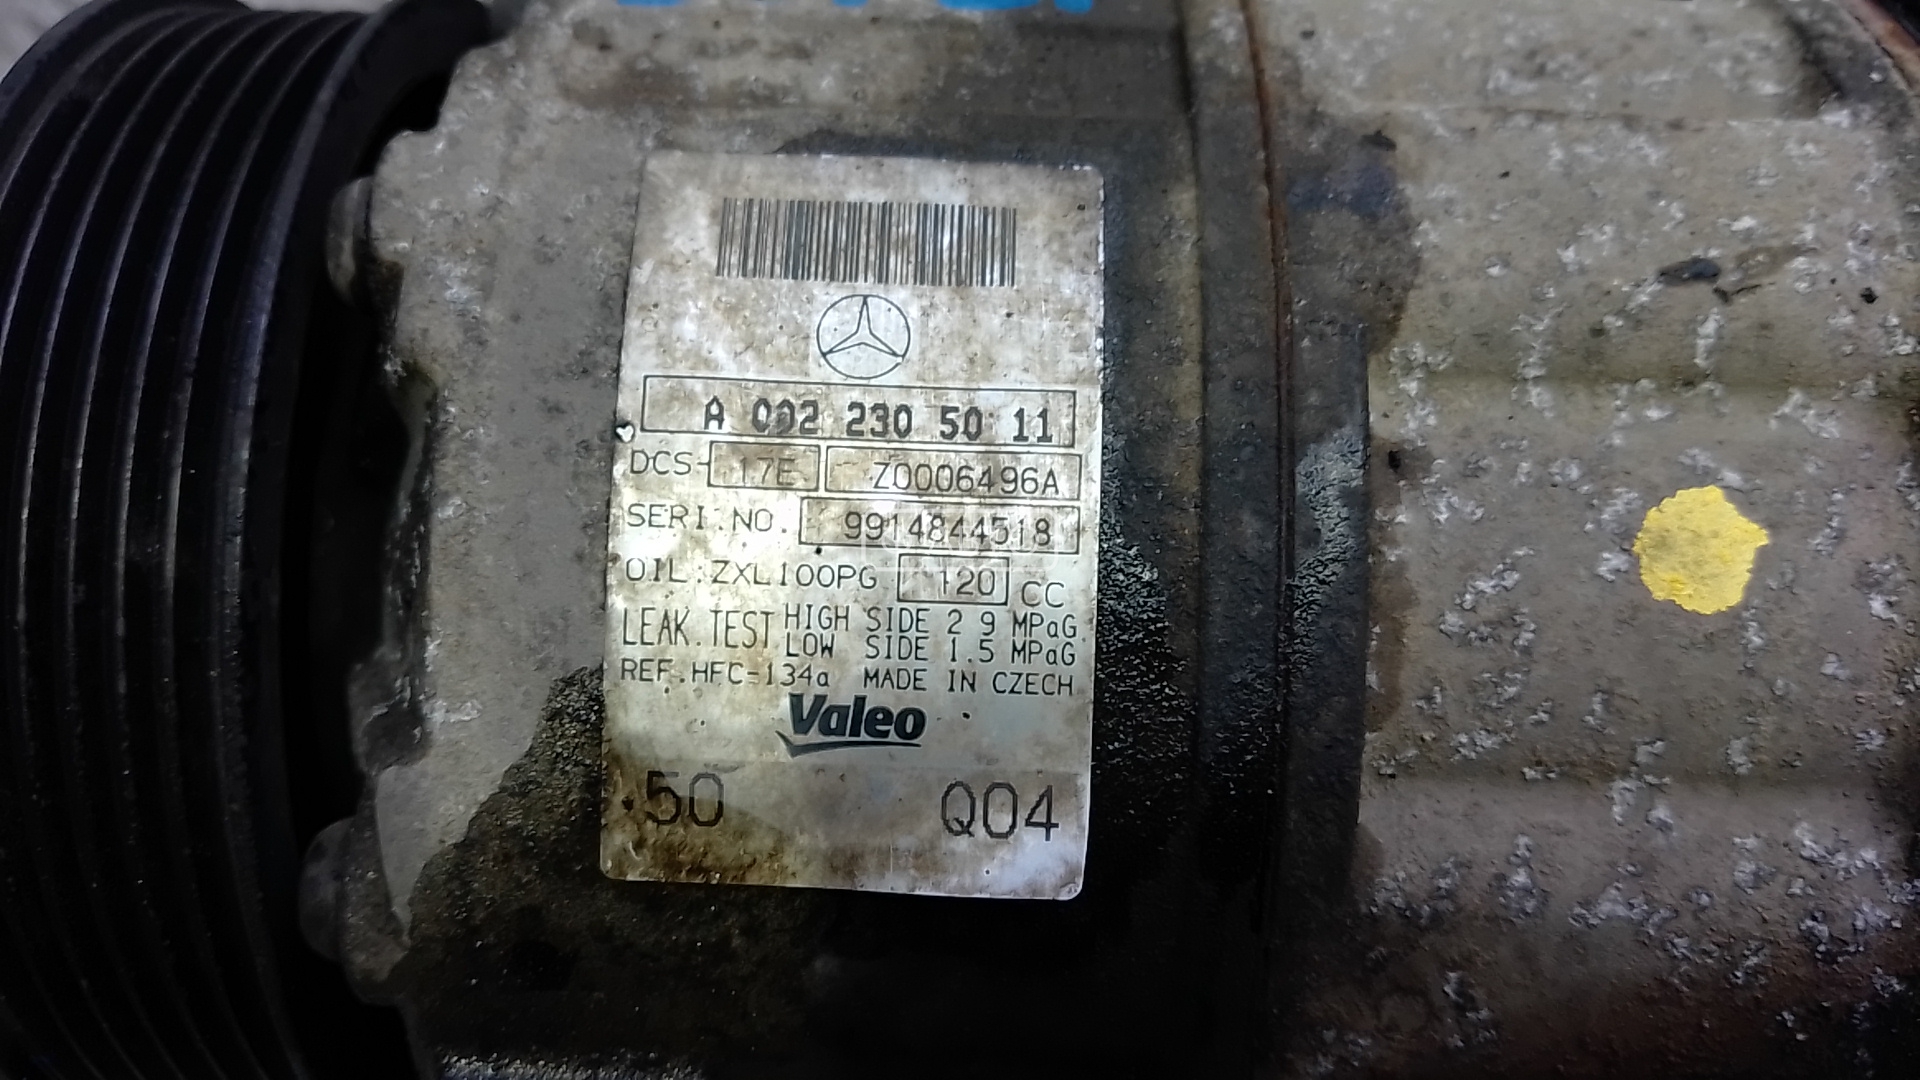 A 002 230 50 11
DCS- 17E Z0006496A
SERI.NO. 9914844518
OIL:ZXL100PG 120 CC
LEAK.TEST HIGH SIDE 2 9 MPaG
LOW SIDE 1.5 MPaG
REF.HFC-134a MADE IN CZECH
Valeo
50 Q04